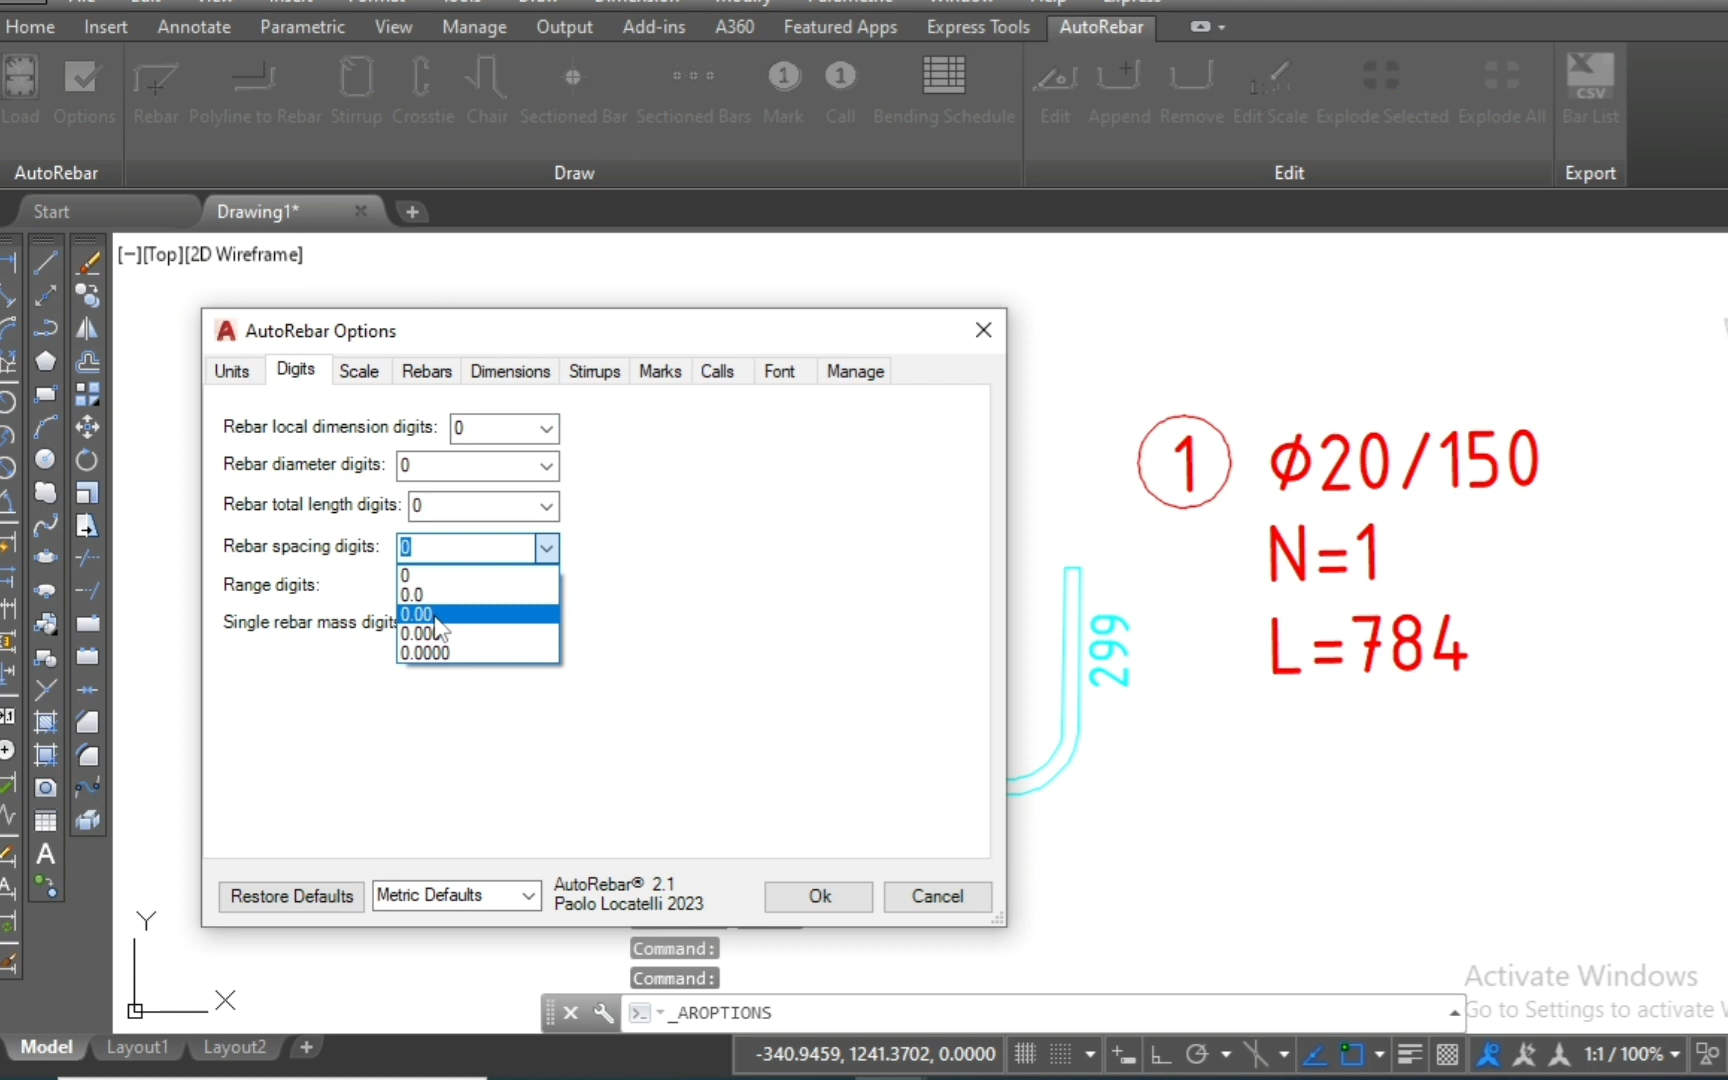 Home Insert Annotate Parametric View Manage Output Add-ins A360 Featured Apps Express Tools AutoRebar
CSV
Load Options Rebar Polyline to Rebar Stirrup Crosstie Chair Sectioned Bar Sectioned Bars Mark Call Bending Schedule Edit Append Remove Edit Scale Explode Selected Explode All Bar List
AutoRebar Draw Edit Export
Start Drawing1*
[−][Top][2D Wireframe]
AutoRebar Options
Units Digits Scale Rebars Dimensions Stirrups Marks Calls Font Manage
Rebar local dimension digits: 0
Rebar diameter digits: 0
Rebar total length digits: 0
Rebar spacing digits: 0
0
Range digits:
0.0
0.00
Single rebar mass digits
0.0000
Restore Defaults Metric Defaults
AutoRebar® 2.1
Paolo Locatelli 2023
Ok Cancel
1 ϕ20/150
N=1
L=784
299
Y
X
Command:
Command:
_AROPTIONS
Activate Windows
Go to Settings to activate
Model Layout1 Layout2 +
-340.9459, 1241.3702, 0.0000 1:1 / 100%